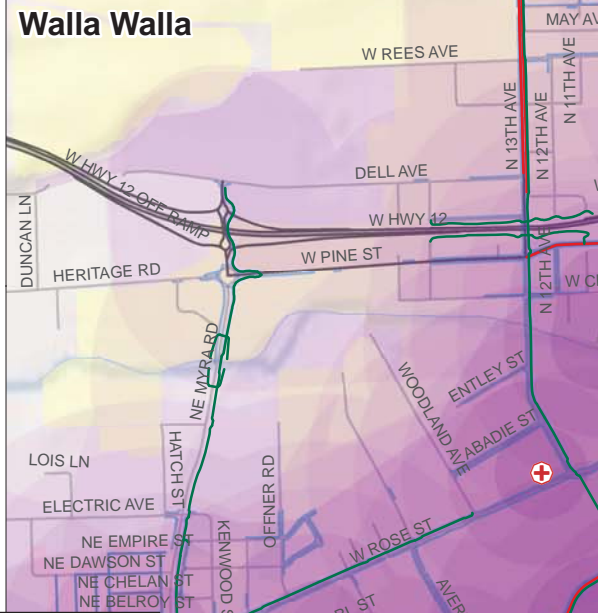 Walla Walla
MAY AV
W REES AVE
N 11TH AVE
N 13TH AVE
N 12TH AVE
W HWY 12 OFF RAMP
DELL AVE
DUNCAN LN
W HWY 12
W PINE ST
HERITAGE RD
N 12TH AVE
NE MYRA RD
ENTLEY ST
WOODLAND AVE
ABADIE ST
LOIS LN
HATCH ST
OFFNER RD
ELECTRIC AVE
KENWOOD S
NE EMPIRE ST
W ROSE ST
NE DAWSON ST
NE CHELAN ST
NE BELROY ST
AVER